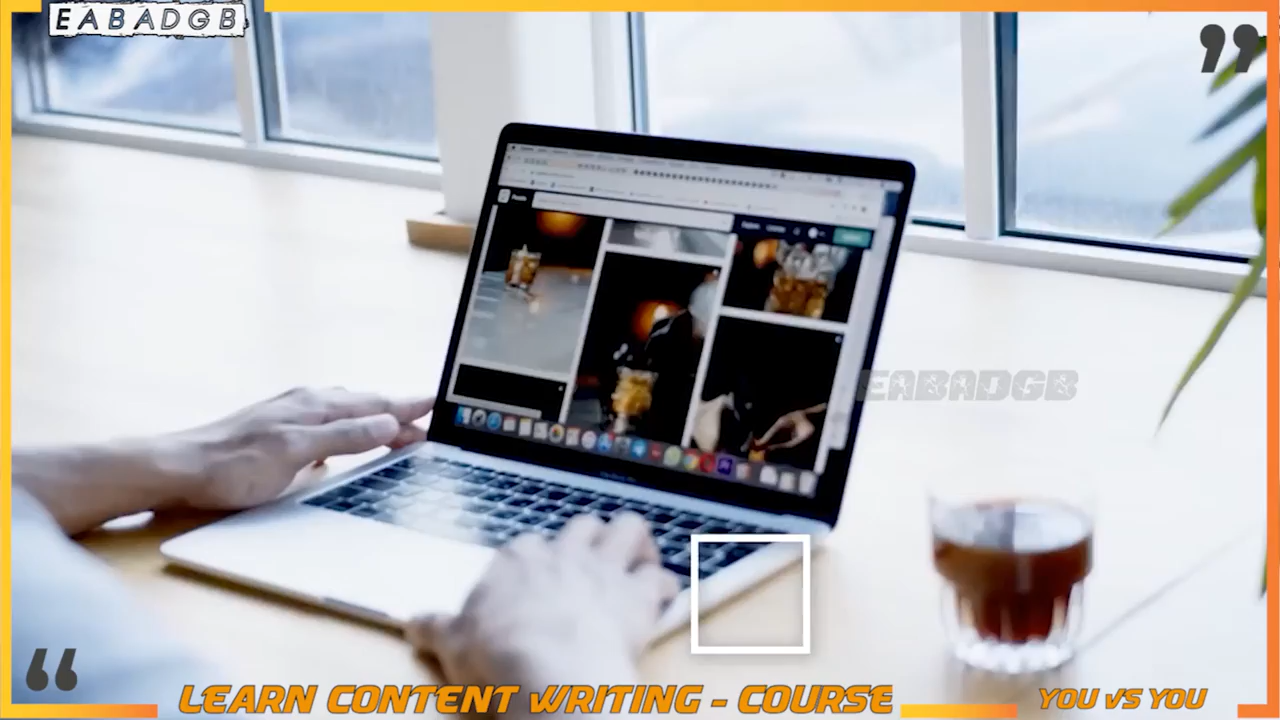 EABADGB
EABADGB
LEARN CONTENT WRITING - COURSE
YOU VS YOU